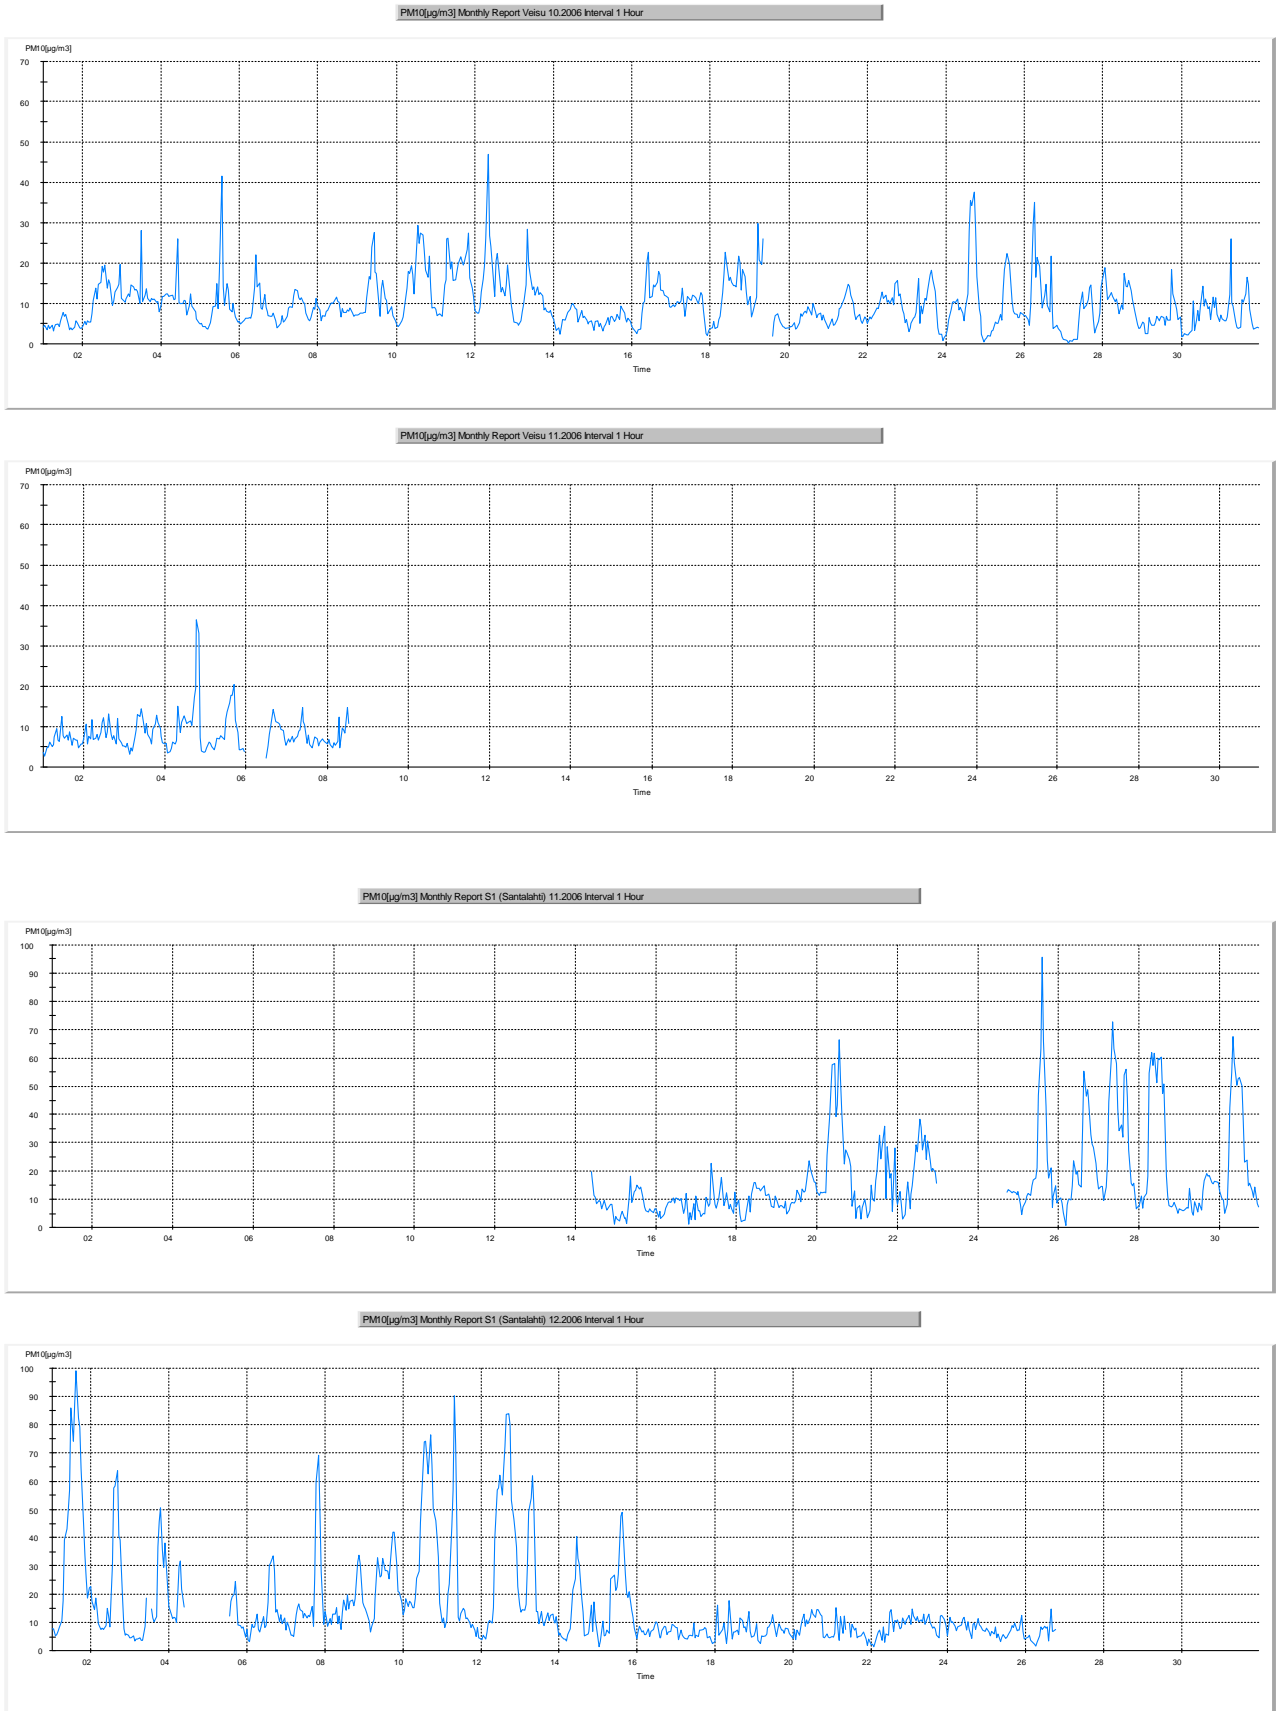 PM10[µg/m3] Monthly Report Veisu 10.2006 Interval 1 Hour
PM10[µg/m3]
70
60
50
40
30
20
10
0
02 04 06 08 10 12 14 16 18 20 22 24 26 28 30
Time
PM10[µg/m3] Monthly Report Veisu 11.2006 Interval 1 Hour
PM10[µg/m3]
70
60
50
40
30
20
10
0
02 04 06 08 10 12 14 16 18 20 22 24 26 28 30
Time
PM10[µg/m3] Monthly Report S1 (Santalahti) 11.2006 Interval 1 Hour
PM10[µg/m3]
100
90
80
70
60
50
40
30
20
10
0
02 04 06 08 10 12 14 16 18 20 22 24 26 28 30
Time
PM10[µg/m3] Monthly Report S1 (Santalahti) 12.2006 Interval 1 Hour
PM10[µg/m3]
100
90
80
70
60
50
40
30
20
10
0
02 04 06 08 10 12 14 16 18 20 22 24 26 28 30
Time